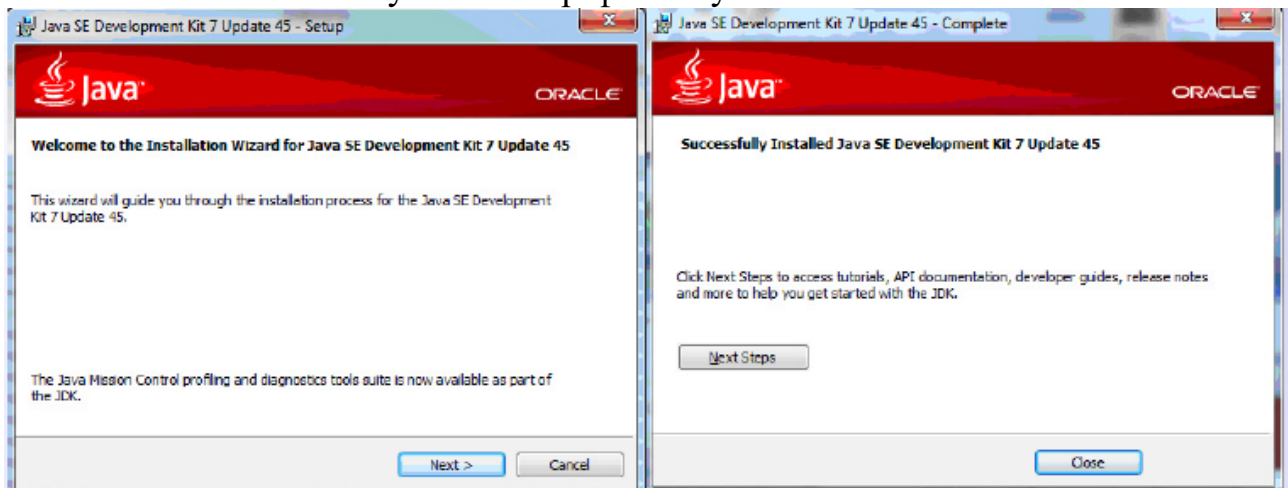 Java SE Development Kit 7 Update 45 - Setup
Java™
ORACLE
Welcome to the Installation Wizard for Java SE Development Kit 7 Update 45
This wizard will guide you through the installation process for the Java SE Development
Kit 7 Update 45.
The Java Mission Control profiling and diagnostics tools suite is now available as part of
the JDK.
Next >
Cancel
Java SE Development Kit 7 Update 45 - Complete
Java™
ORACLE
Successfully Installed Java SE Development Kit 7 Update 45
Click Next Steps to access tutorials, API documentation, developer guides, release notes
and more to help you get started with the JDK.
Next Steps
Close